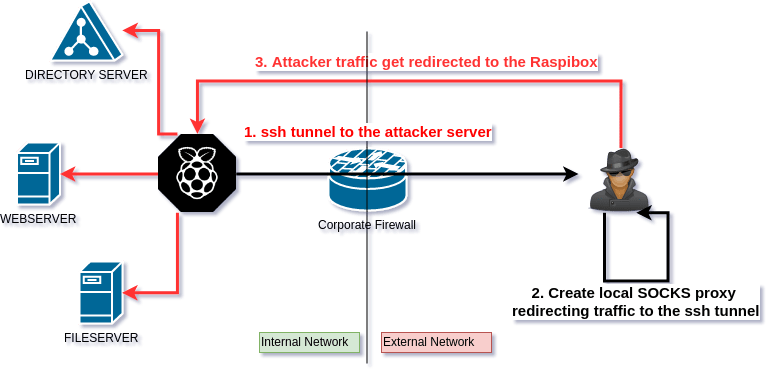 DIRECTORY SERVER
3. Attacker traffic get redirected to the Raspibox
1. ssh tunnel to the attacker server
WEBSERVER
Corporate Firewall
2. Create local SOCKS proxy
redirecting traffic to the ssh tunnel
FILESERVER
Internal Network
External Network